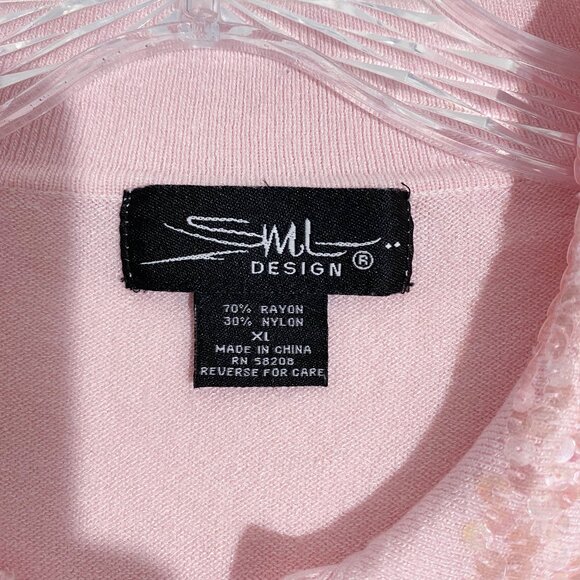 SML..
DESIGN®
70% RAYON
30% NYLON
XL
MADE IN CHINA
RN 58208
REVERSE FOR CARE